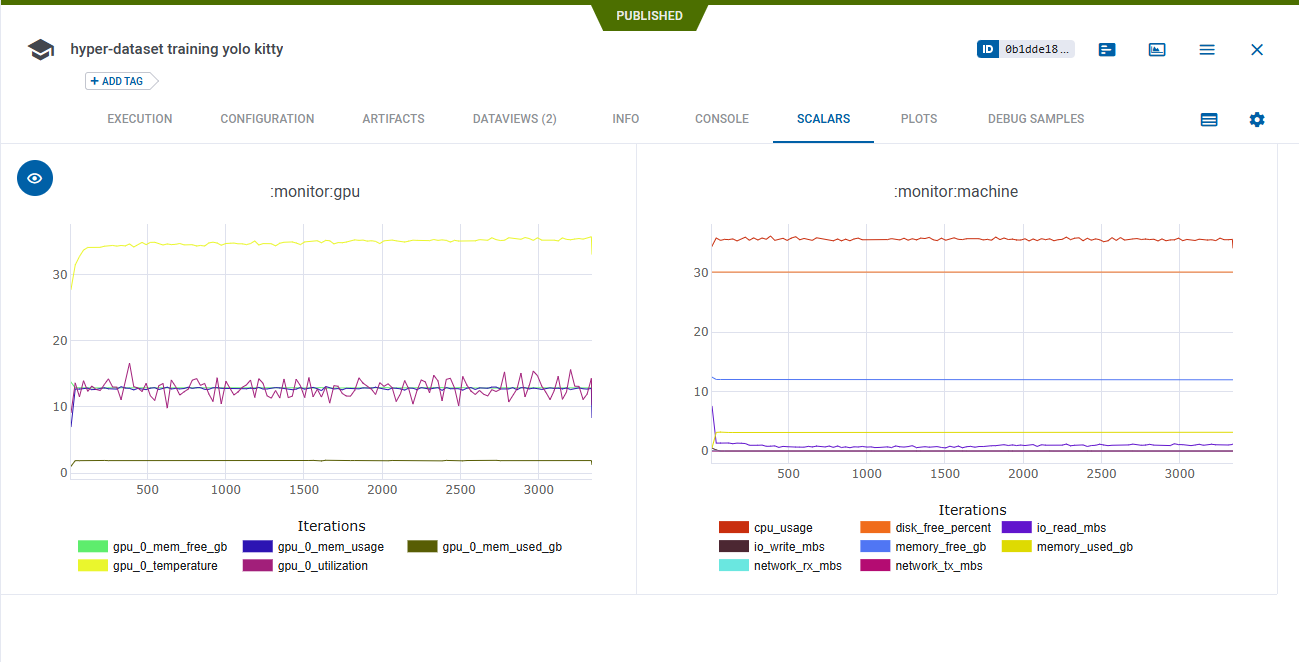 PUBLISHED
hyper-dataset training yolo kitty
ID 0b1dde18...
+ ADD TAG
EXECUTION CONFIGURATION ARTIFACTS DATAVIEWS (2) INFO CONSOLE SCALARS PLOTS DEBUG SAMPLES
:monitor:gpu
30
20
10
0
500 1000 1500 2000 2500 3000
Iterations
gpu_0_mem_free_gb gpu_0_mem_usage gpu_0_mem_used_gb
gpu_0_temperature gpu_0_utilization
:monitor:machine
30
20
10
0
500 1000 1500 2000 2500 3000
Iterations
cpu_usage disk_free_percent io_read_mbs
io_write_mbs memory_free_gb memory_used_gb
network_rx_mbs network_tx_mbs